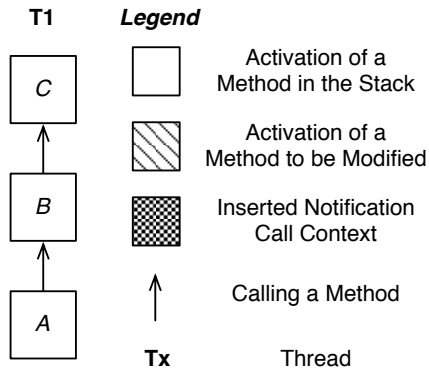 T1
Legend
C
B
A
Activation of a
Method in the Stack
Activation of a
Method to be Modified
Inserted Notification
Call Context
Calling a Method
Tx
Thread